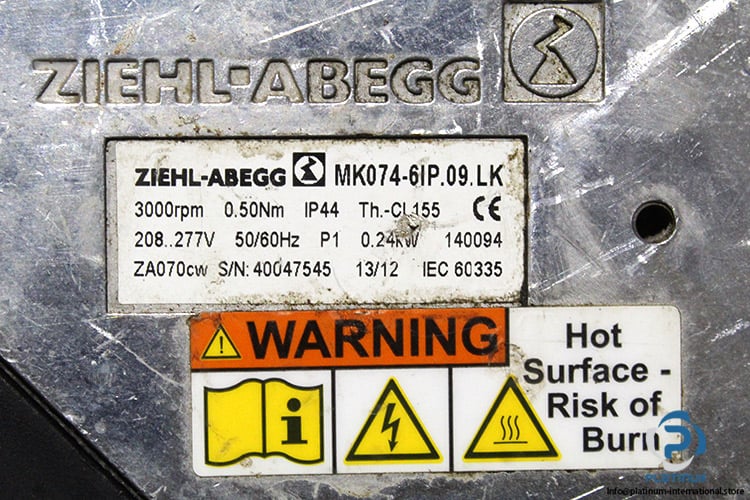 ZIEHL-ABEGG
ZIEHL-ABEGG MK074-6IP.09.LK
3000rpm 0.50Nm IP44 Th.-Cl.155 CE
208..277V 50/60Hz P1 0.24kW 140094
ZA070cw S/N: 40047545 13/12 IEC 60335
WARNING
Hot
Surface -
Risk of
Burn
PLATINUM
info@platinum-international.store